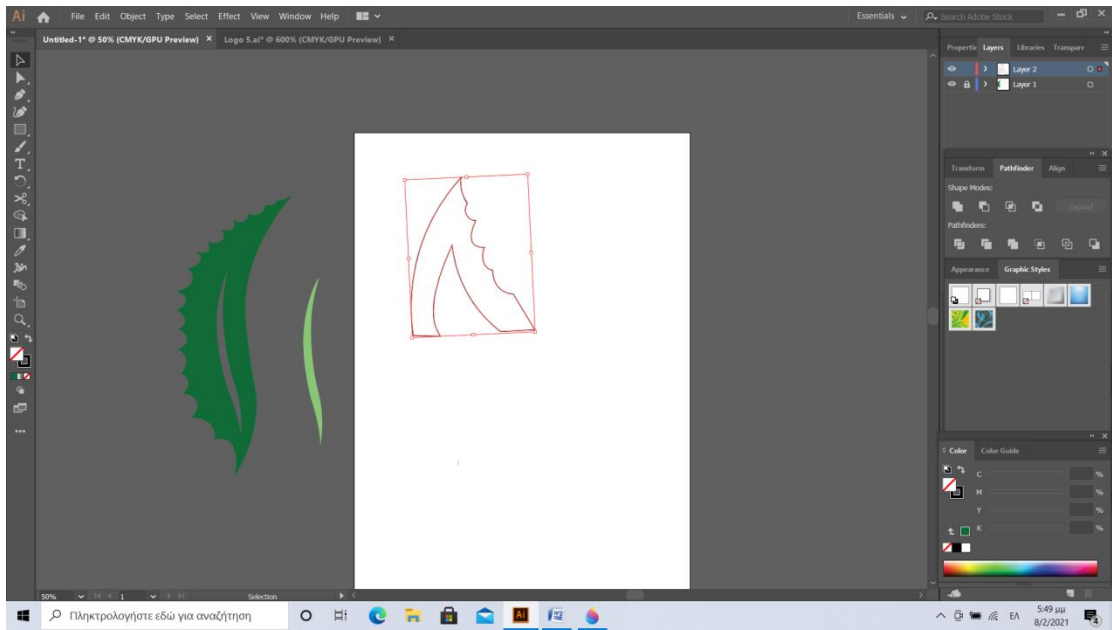 Ai File Edit Object Type Select Effect View Window Help Essentials Search Adobe Stock
Untitled-1* @ 50% (CMYK/GPU Preview) × Logo 5.ai* @ 600% (CMYK/GPU Preview) ×
Propertie Layers Libraries Transpare
Layer 2
Layer 1
Transform Pathfinder Align
Shape Modes:
Expand
Pathfinders:
Appearance Graphic Styles
Color Color Guide
C %
M %
Y %
K %
50% 1 Selection
Πληκτρολογήστε εδώ για αναζήτηση
Ai
ΕΛ
5:49 μμ
8/2/2021
4